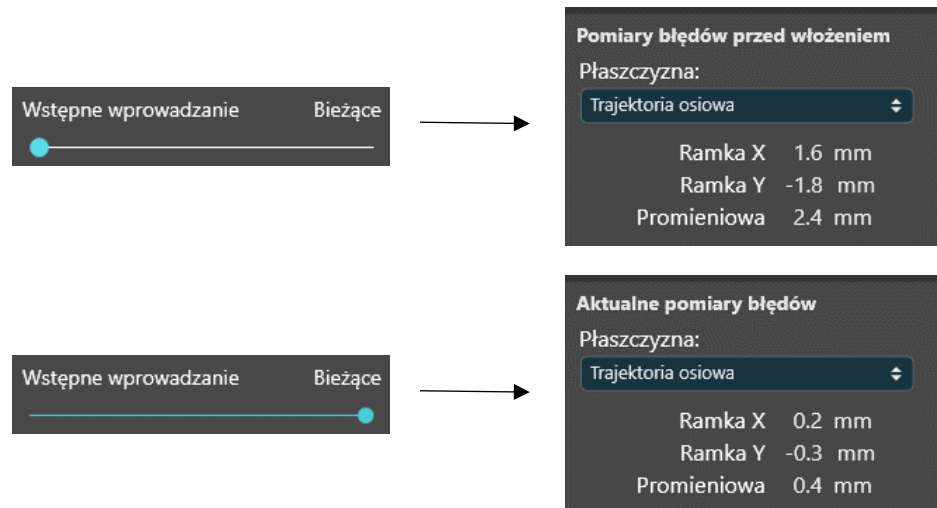 Pomiary błędów przed włożeniem
Płaszczyzna:
Trajektoria osiowa
Wstępne wprowadzanie Bieżące
Ramka X 1.6 mm
Ramka Y -1.8 mm
Promieniowa 2.4 mm
Aktualne pomiary błędów
Płaszczyzna:
Trajektoria osiowa
Wstępne wprowadzanie Bieżące
Ramka X 0.2 mm
Ramka Y -0.3 mm
Promieniowa 0.4 mm